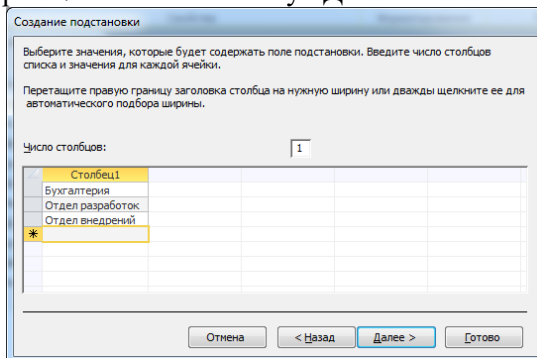 Создание подстановки
Выберите значения, которые будет содержать поле подстановки. Введите число столбцов
списка и значения для каждой ячейки.
Перетащите правую границу заголовка столбца на нужную ширину или дважды щелкните ее для
автоматического подбора ширины.
Число столбцов: 1
Столбец1
Бухгалтерия
Отдел разработок
Отдел внедрений
*
Отмена < Назад Далее > Готово